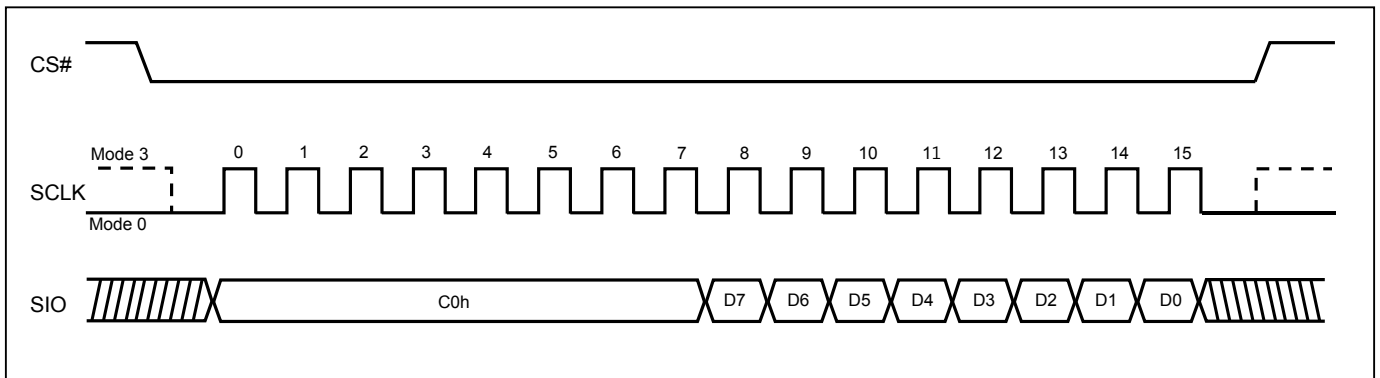 CS#
Mode 3
0 1 2 3 4 5 6 7 8 9 10 11 12 13 14 15
SCLK
Mode 0
SIO
C0h D7 D6 D5 D4 D3 D2 D1 D0